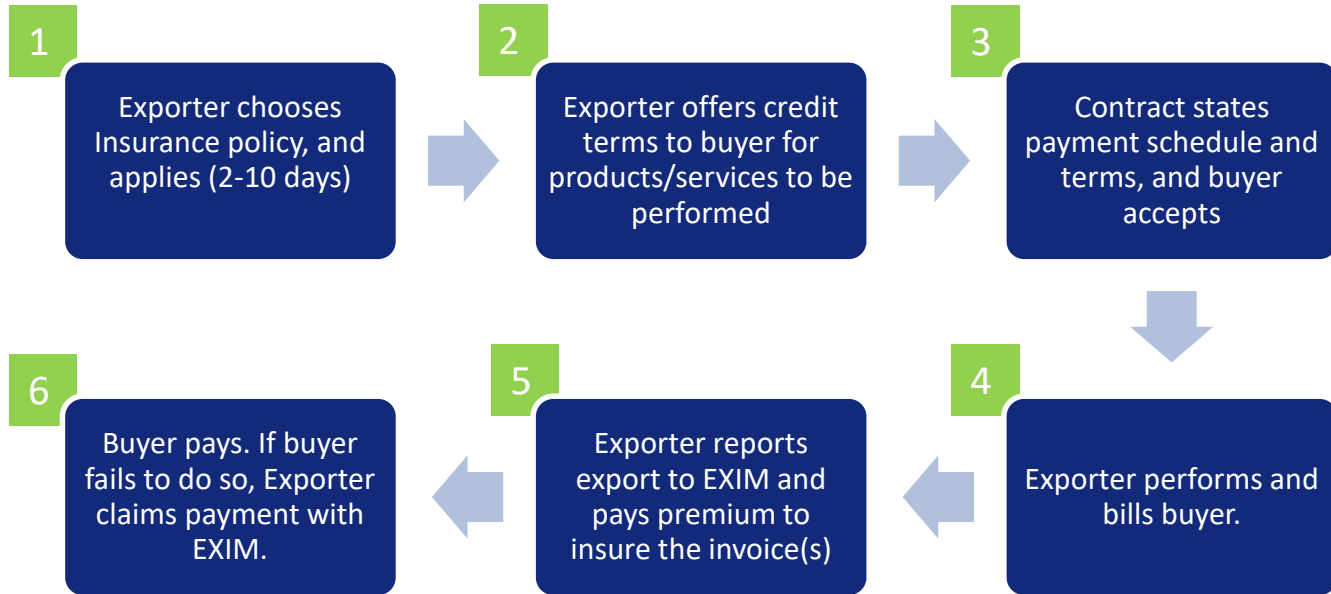 1
Exporter chooses
Insurance policy, and
applies (2-10 days)
2
Exporter offers credit
terms to buyer for
products/services to be
performed
3
Contract states
payment schedule and
terms, and buyer
accepts
4
Exporter performs and
bills buyer.
5
Exporter reports
export to EXIM and
pays premium to
insure the invoice(s)
6
Buyer pays. If buyer
fails to do so, Exporter
claims payment with
EXIM.